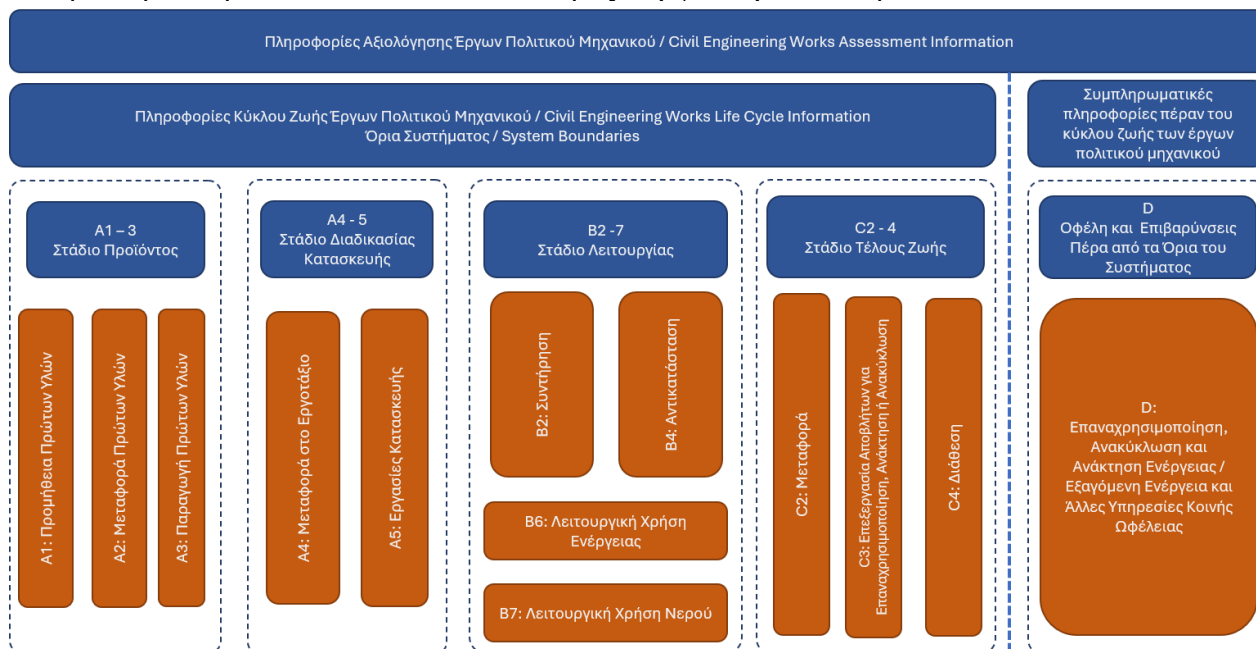 Πληροφορίες Αξιολόγησης Έργων Πολιτικού Μηχανικού / Civil Engineering Works Assessment Information
Πληροφορίες Κύκλου Ζωής Έργων Πολιτικού Μηχανικού / Civil Engineering Works Life Cycle Information
Όρια Συστήματος / System Boundaries
Συμπληρωματικές
πληροφορίες πέραν του
κύκλου ζωής των έργων
πολιτικού μηχανικού
A1 – 3
Στάδιο Προϊόντος
A1: Προμήθεια Πρώτων Υλών
A2: Μεταφορά Πρώτων Υλών
A3: Παραγωγή Πρώτων Υλών
A4 - 5
Στάδιο Διαδικασίας
Κατασκευής
A4: Μεταφορά στο Εργοτάξιο
A5: Εργασίες Κατασκευής
B2 -7
Στάδιο Λειτουργίας
B2: Συντήρηση
B4: Αντικατάσταση
B6: Λειτουργική Χρήση
Ενέργειας
B7: Λειτουργική Χρήση Νερού
C2 - 4
Στάδιο Τέλους Ζωής
C2: Μεταφορά
C3: Επεξεργασία Αποβλήτων για
Επαναχρησιμοποίηση, Ανάκτηση ή Ανακύκλωση
C4: Διάθεση
D
Οφέλη και Επιβαρύνσεις
Πέρα από τα Όρια του
Συστήματος
D:
Επαναχρησιμοποίηση,
Ανακύκλωση και
Ανάκτηση Ενέργειας /
Εξαγόμενη Ενέργεια και
Άλλες Υπηρεσίες Κοινής
Ωφέλειας